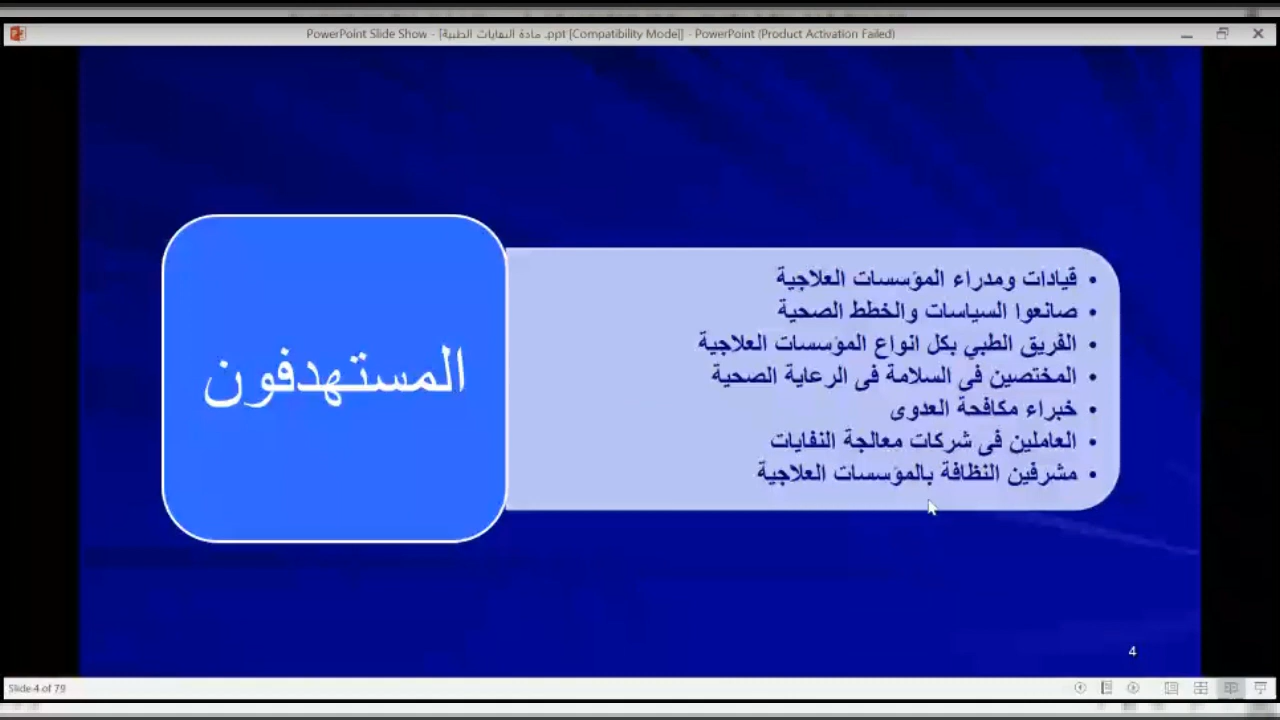 PowerPoint Slide Show - [مادة النفايات الطبية .ppt [Compatibility Mode]] - PowerPoint (Product Activation Failed)
المستهدفون
• قيادات ومدراء المؤسسات العلاجية
• صانعوا السياسات والخطط الصحية
• الفريق الطبي بكل انواع المؤسسات العلاجية
• المختصين فى السلامة فى الرعاية الصحية
• خبراء مكافحة العدوى
• العاملين فى شركات معالجة النفايات
• مشرفين النظافة بالمؤسسات العلاجية
4
Slide 4 of 79